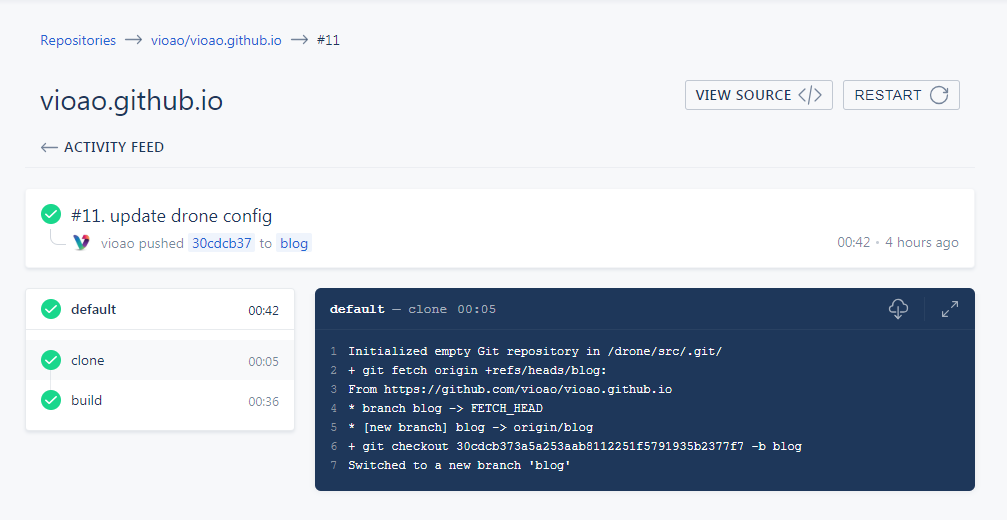 Repositories → vioao/vioao.github.io → #11
vioao.github.io
VIEW SOURCE </>
RESTART
← ACTIVITY FEED
#11. update drone config
vioao pushed 30cdcb37 to blog
00:42 • 4 hours ago
default 00:42
clone 00:05
build 00:36
default — clone 00:05
1 Initialized empty Git repository in /drone/src/.git/
2 + git fetch origin +refs/heads/blog:
3 From https://github.com/vioao/vioao.github.io
4 * branch blog -> FETCH_HEAD
5 * [new branch] blog -> origin/blog
6 + git checkout 30cdcb373a5a253aab8112251f5791935b2377f7 -b blog
7 Switched to a new branch 'blog'